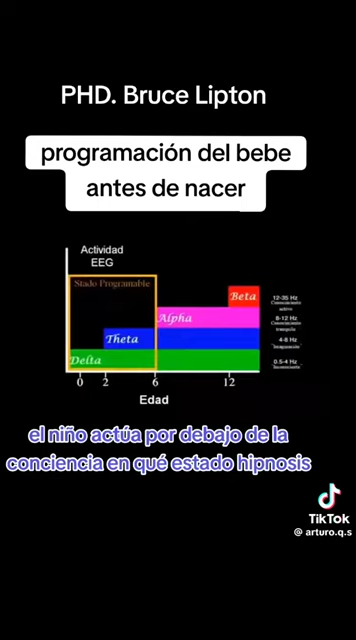 PHD. Bruce Lipton
programación del bebe
antes de nacer
Actividad
EEG
Stado Programable
Beta
12-35 Hz
Alpha
8-12 Hz
Theta
4-8 Hz
Imaginación
Delta
0.5-4 Hz
Inconsciente
0 2 6 12
Edad
el niño actúa por debajo de la
conciencia en qué estado hipnosis
TikTok
@ arturo.q.s